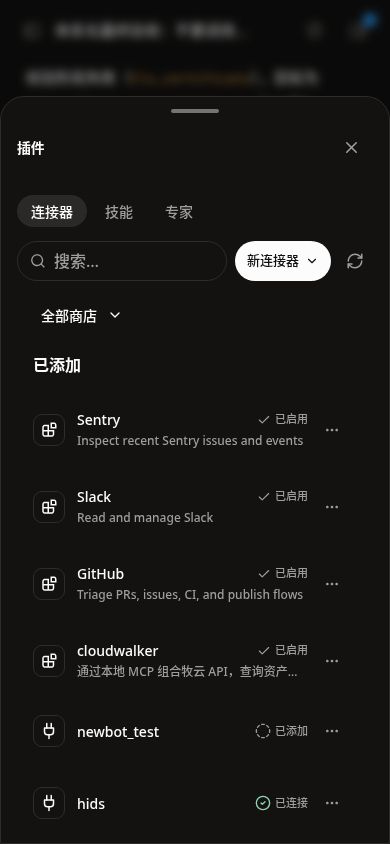 插件
连接器
技能
专家
搜索...
新连接器
全部商店
已添加
Sentry
已启用
Inspect recent Sentry issues and events
Slack
已启用
Read and manage Slack
GitHub
已启用
Triage PRs, issues, CI, and publish flows
cloudwalker
已启用
通过本地 MCP 组合牧云 API，查询资产...
newbot_test
已添加
hids
已连接